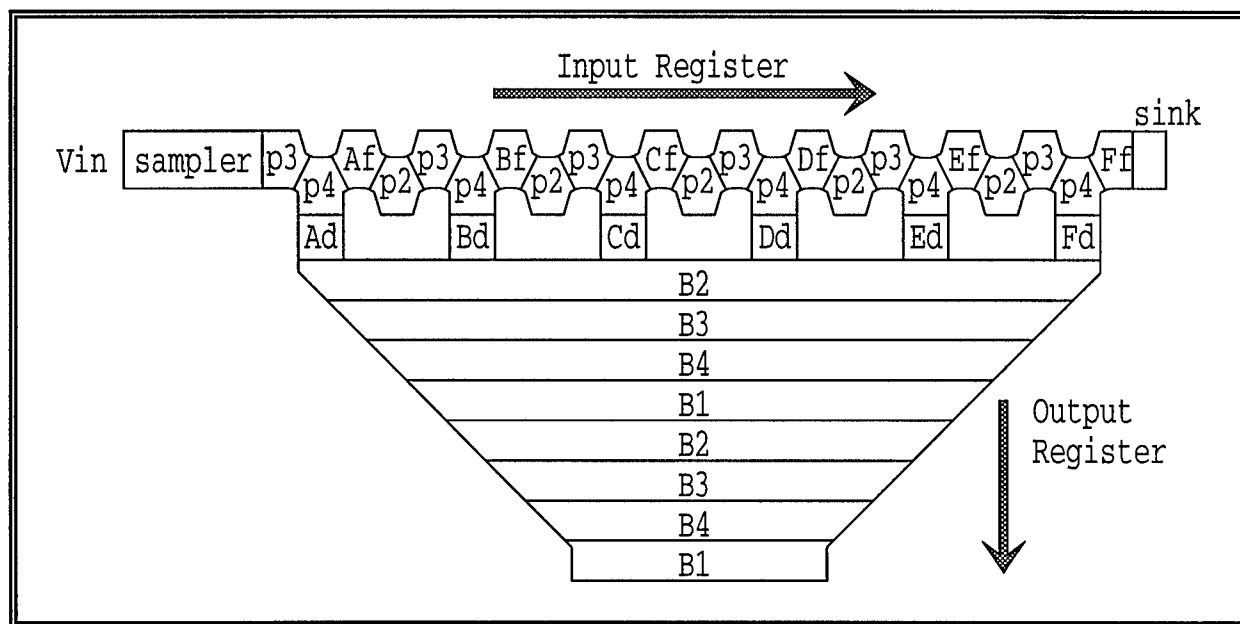 Input Register
sink
Vin sampler p3 Af p3 Bf p3 Cf p3 Df p3 Ef p3 Ff
p4 p2 p4 p2 p4 p2 p4 p2 p4 p2 p4
Ad Bd Cd Dd Ed Fd
B2
B3
B4
B1
B2
B3
B4
B1
Output
Register